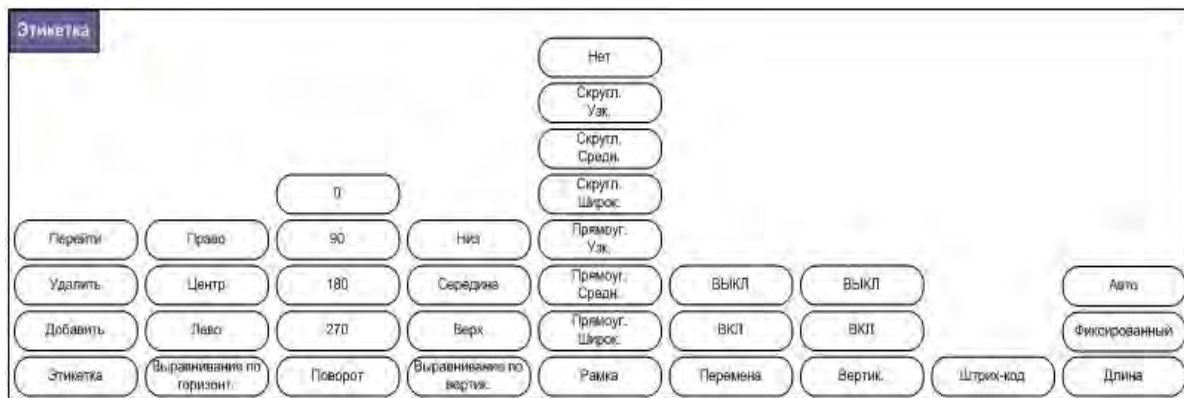 Этикетка
Нет
Скругл.
Узк.
Скругл.
Средн.
Скругл.
Широк.
0
Перейти
Право
90
Низ
Прямоуг.
Узк.
Удалить
Центр
180
Середина
Прямоуг.
Средн.
ВЫКЛ
ВЫКЛ
Авто
Добавить
Лево
270
Верх
Прямоуг.
Широк.
ВКЛ
ВКЛ
Фиксированный
Этикетка
Выравнивание по
горизонт.
Поворот
Выравнивание по
вертик.
Рамка
Перемена
Вертик.
Штрих-код
Длина